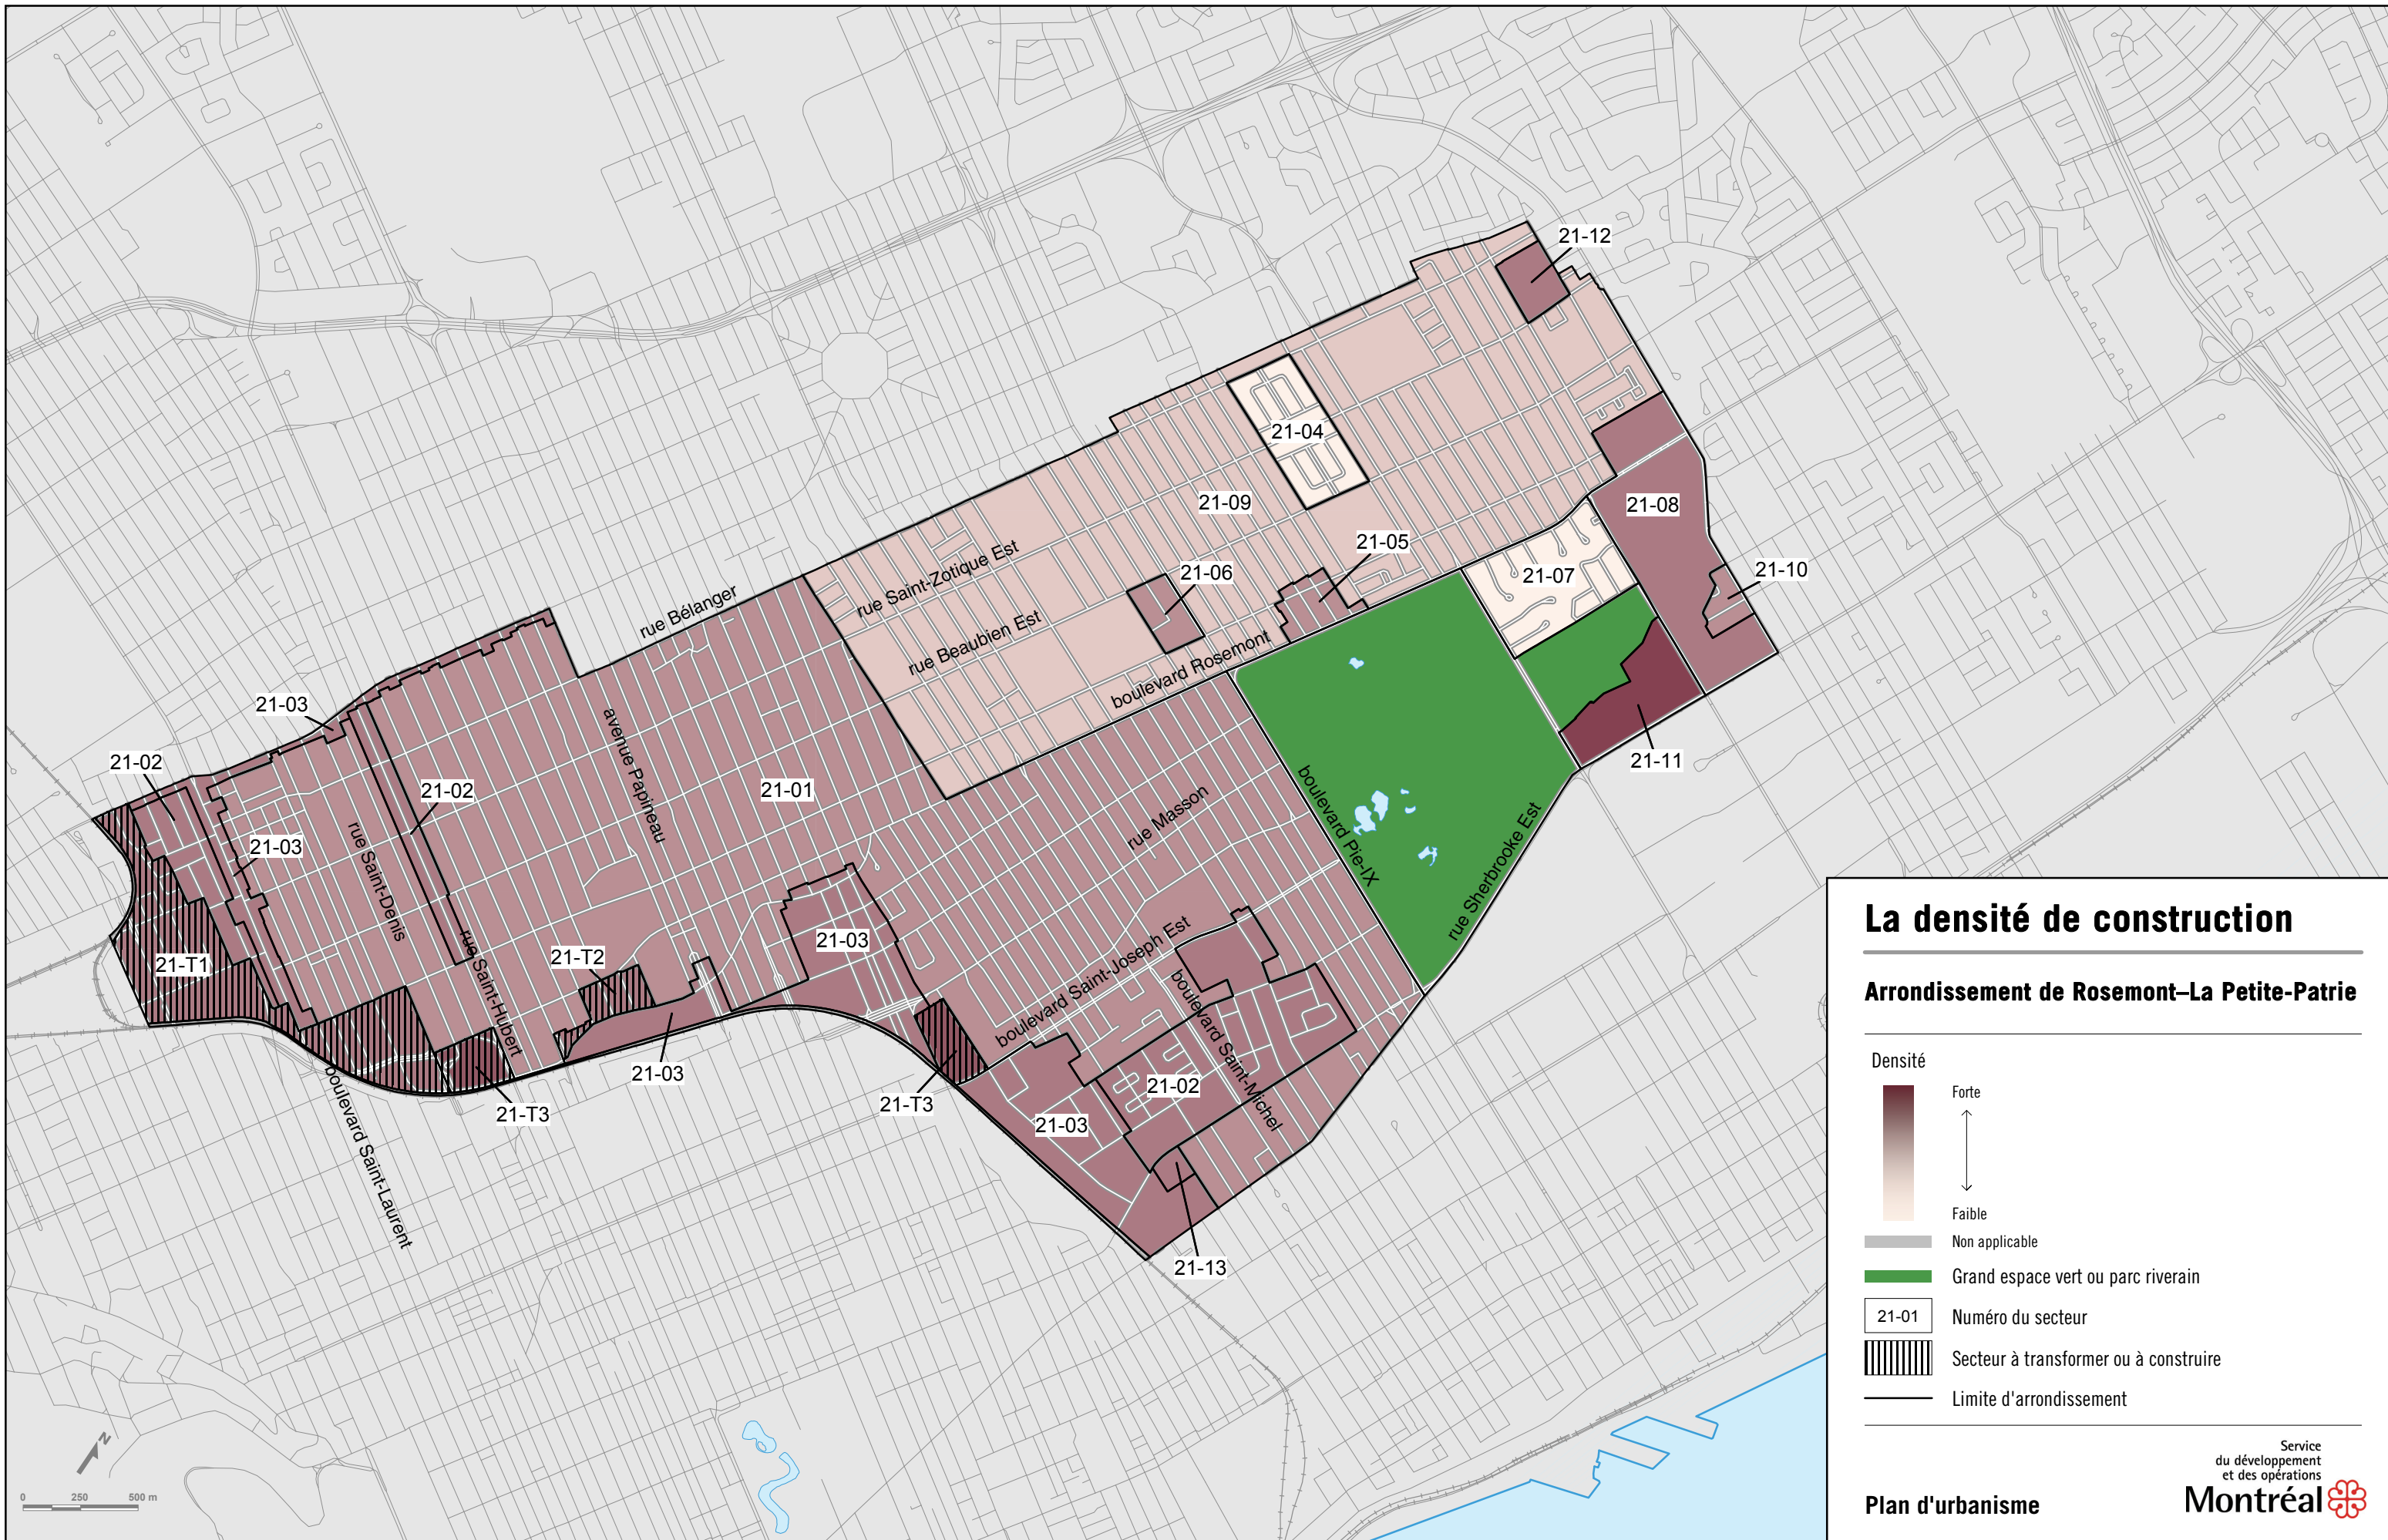 21-12
21-04
21-09
21-08
21-05
21-10
21-06
21-07
rue Saint-Zotique Est
rue Bélanger
rue Beaubien Est
boulevard Rosemont
21-03
avenue Papineau
21-11
21-02
21-02
21-01
rue Masson
boulevard Pie-IX
rue Sherbrooke Est
21-03
rue Saint-Denis
21-03
21-T2
21-T1
rue Saint-Hubert
boulevard Saint-Joseph Est
boulevard Saint-Michel
21-03
21-T3
21-T3
21-02
21-03
boulevard Saint-Laurent
21-13
N
0 250 500 m
La densité de construction
Arrondissement de Rosemont–La Petite-Patrie
Densité
Forte
Faible
Non applicable
Grand espace vert ou parc riverain
21-01 Numéro du secteur
Secteur à transformer ou à construire
Limite d'arrondissement
Service
du développement
et des opérations
Plan d'urbanisme
Montréal